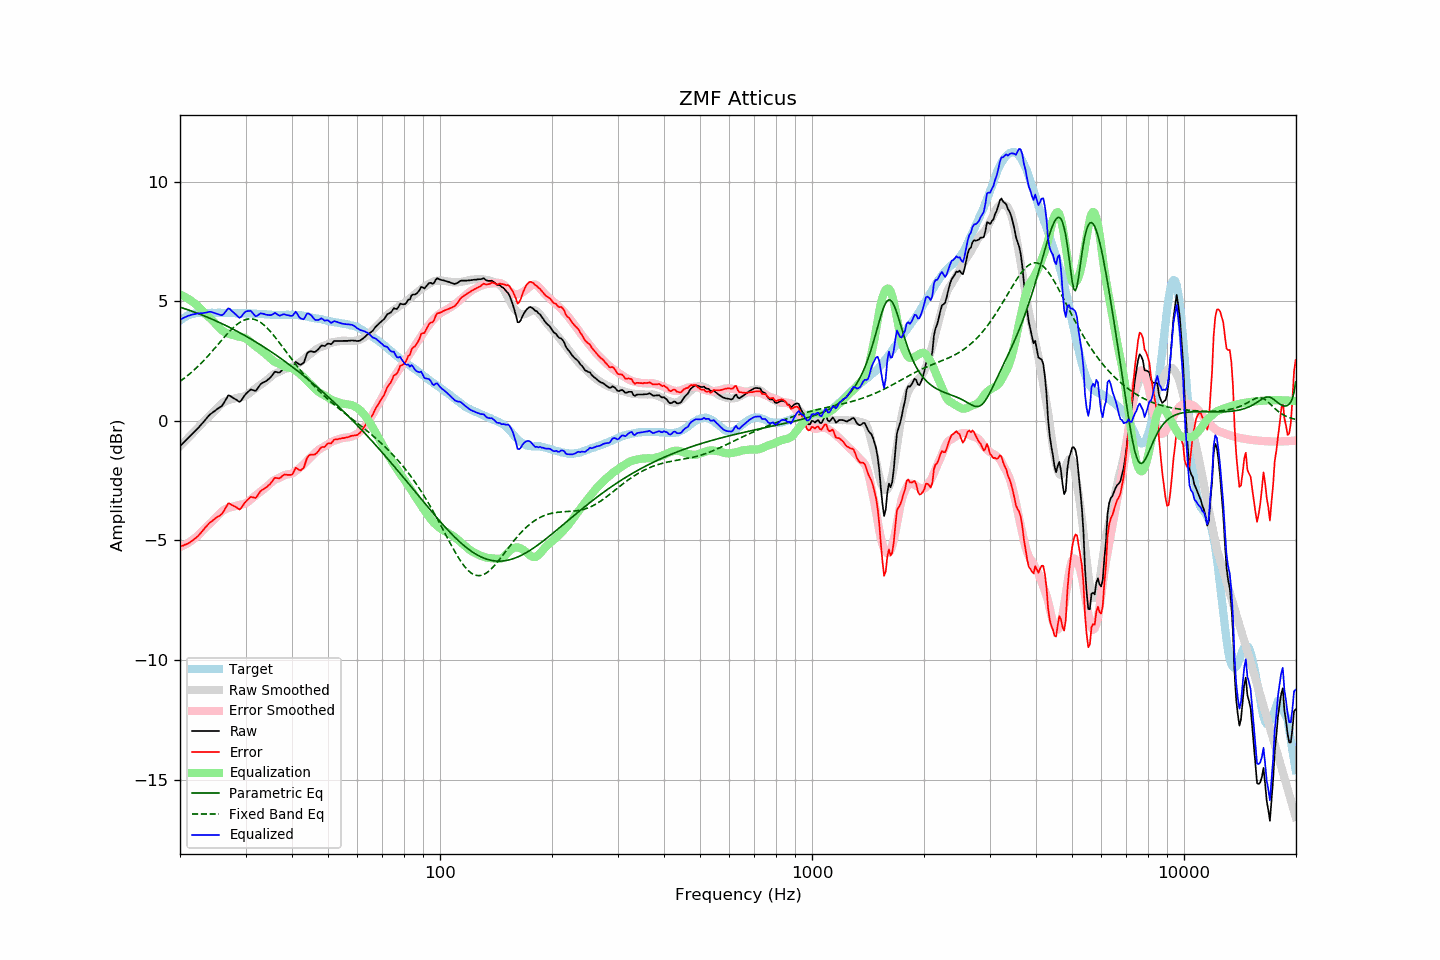 ZMF Atticus
Amplitude (dBr)
10
5
0
−5
−10
−15
Target
Raw Smoothed
Error Smoothed
Raw
Error
Equalization
Parametric Eq
Fixed Band Eq
Equalized
100
1000
10000
Frequency (Hz)